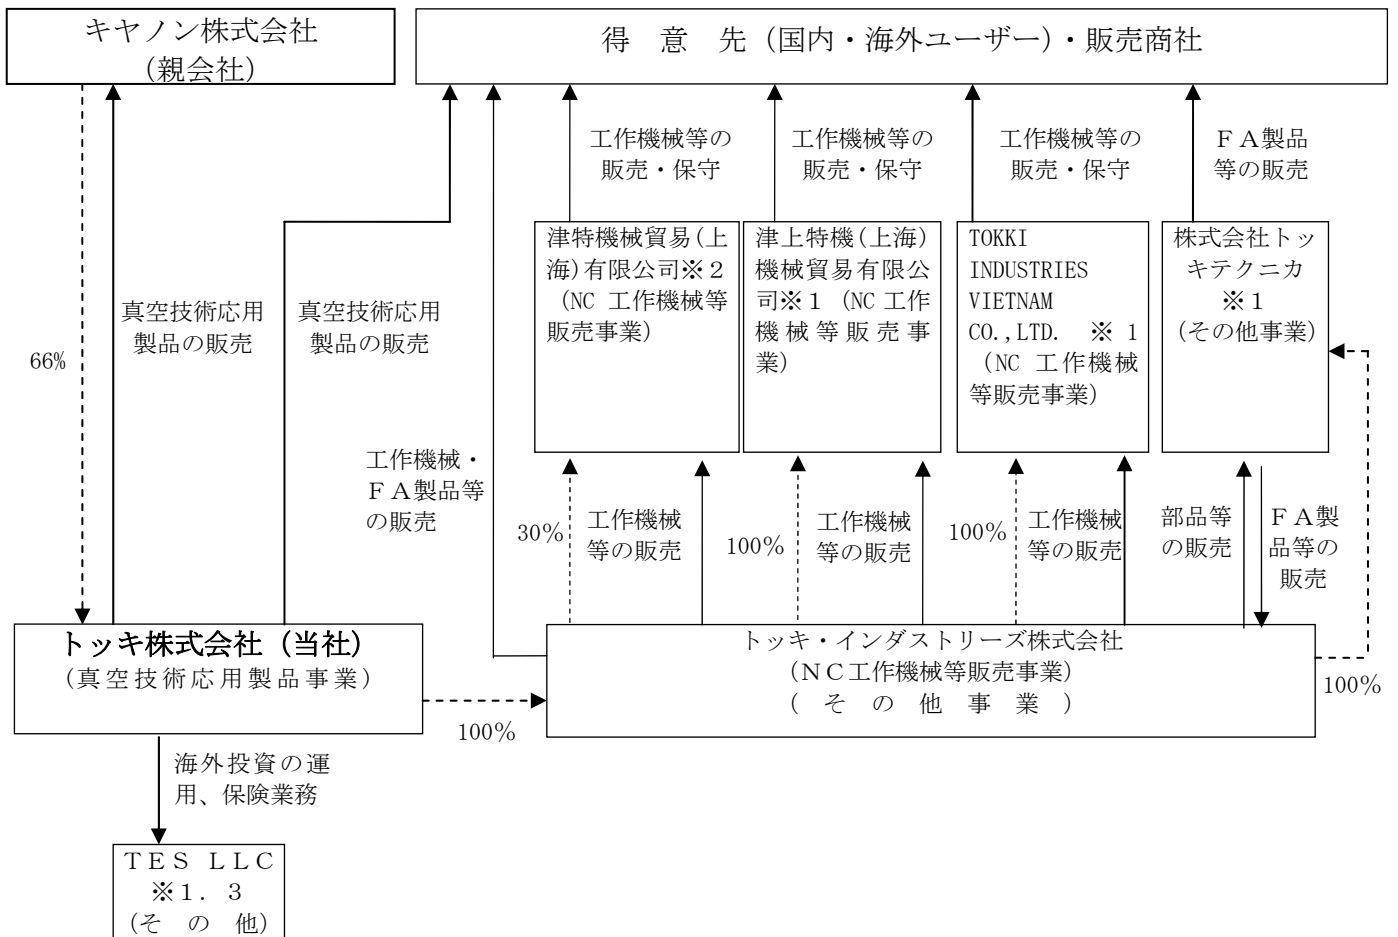 キヤノン株式会社
（親会社）
得　意　先（国内・海外ユーザー）・販売商社
工作機械等の
販売・保守
工作機械等の
販売・保守
工作機械等の
販売・保守
ＦＡ製品
等の販売
津特機械貿易(上
海)有限公司※２
（NC 工作機械等
販売事業）
津上特機(上海)
機械貿易有限公
司※１（NC 工作
機械等販売事
業）
TOKKI
INDUSTRIES
VIETNAM
CO.,LTD. ※１
（NC 工作機械
等販売事業）
株式会社トッ
キテクニカ
※１
（その他事業）
66%
真空技術応用
製品の販売
真空技術応用
製品の販売
工作機械・
ＦＡ製品等
の販売
30%
工作機械
等の販売
100%
工作機械
等の販売
100%
工作機械
等の販売
部品等
の販売
ＦＡ製
品等の
販売
トッキ株式会社（当社）
（真空技術応用製品事業）
100%
トッキ・インダストリーズ株式会社
（ＮＣ工作機械等販売事業）
（　そ　の　他　事　業　）
100%
海外投資の運
用、保険業務
ＴＥＳ ＬＬＣ
※１．３
（そ　の　他）